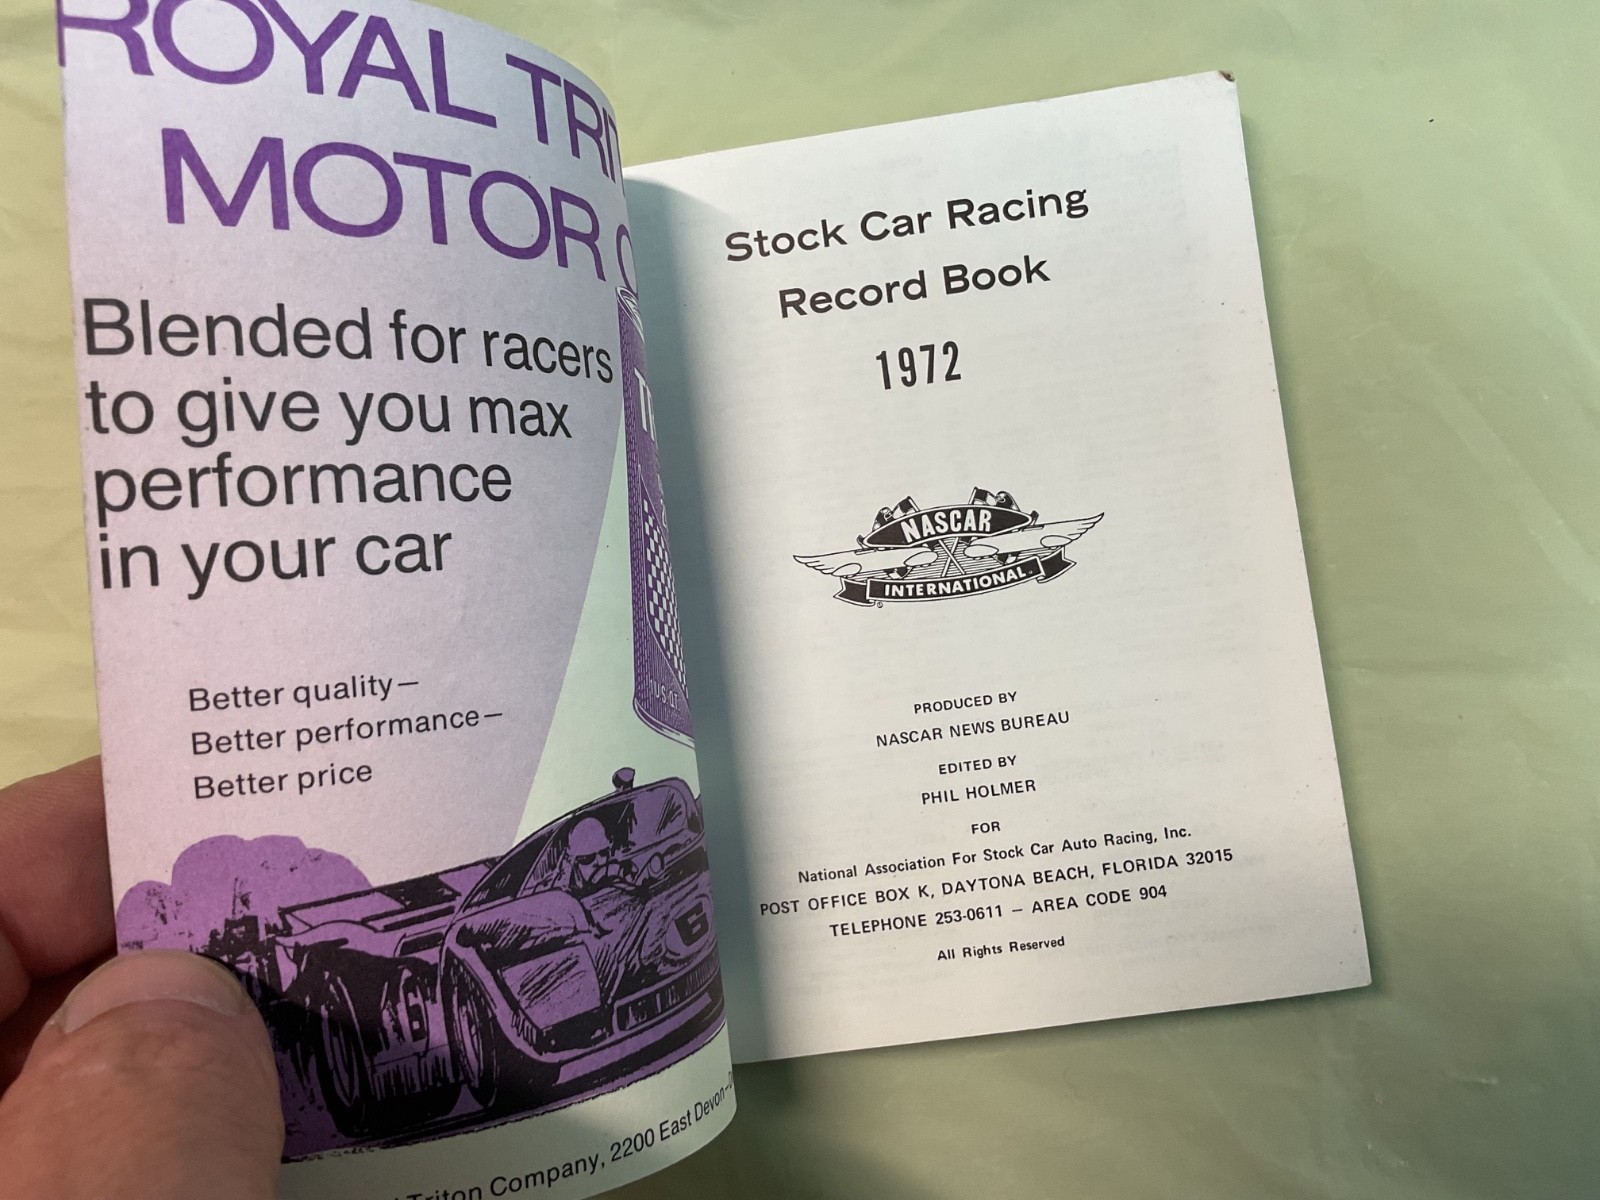 ROYAL TRIT
MOTOR
Blended for racers
to give you max
performance
in your car
Better quality—
Better performance—
Better price
6
6
Triton Company, 2200 East Devon—
Stock Car Racing
Record Book
1972
NASCAR
INTERNATIONAL
PRODUCED BY
NASCAR NEWS BUREAU
EDITED BY
PHIL HOLMER
FOR
National Association For Stock Car Auto Racing, Inc.
POST OFFICE BOX K, DAYTONA BEACH, FLORIDA 32015
TELEPHONE 253-0611 — AREA CODE 904
All Rights Reserved